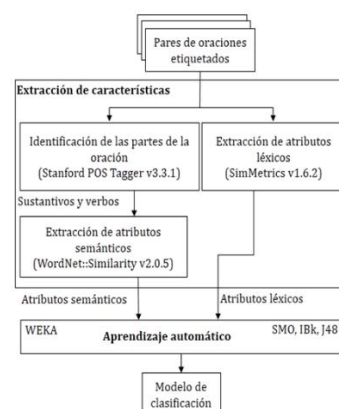 Pares de oraciones
etiquetados
Extracción de características
Identificación de las partes de la
oración
(Stanford POS Tagger v3.3.1)
Extracción de atributos
léxicos
(SimMetrics v1.6.2)
Sustantivos y verbos
Extracción de atributos
semánticos
(WordNet::Similarity v2.0.5)
Atributos semánticos
Atributos léxicos
WEKA
Aprendizaje automático
SMO, IBk, J48
Modelo de
clasificación